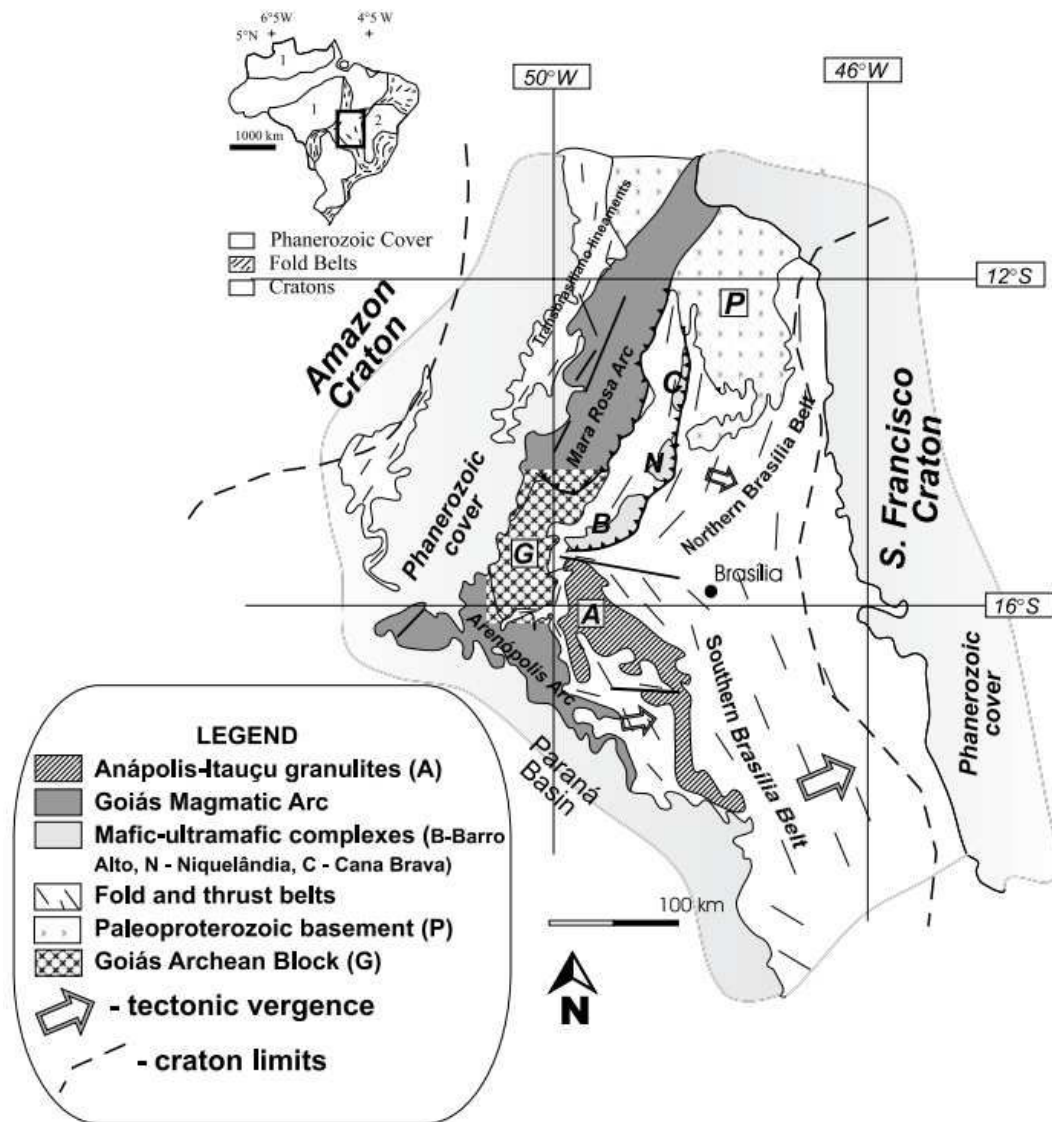 6°5W
4°5 W
5°N
1
1
2
1000 km
Phanerozoic Cover
Fold Belts
Cratons
50°W
46°W
12°S
16°S
Amazon
Craton
Transbrasiliano lineaments
Mara Rosa Arc
P
C
N
B
G
A
Phanerozoic
cover
Northern Brasília Belt
Brasília
S. Francisco
Craton
Arenópolis Arc
Southern Brasília Belt
Phanerozoic
cover
Paraná
Basin
100 km
N
LEGEND
Anápolis-Itauçu granulites (A)
Goiás Magmatic Arc
Mafic-ultramafic complexes (B-Barro
Alto, N - Niquelândia, C - Cana Brava)
Fold and thrust belts
Paleoproterozoic basement (P)
Goiás Archean Block (G)
- tectonic vergence
- craton limits